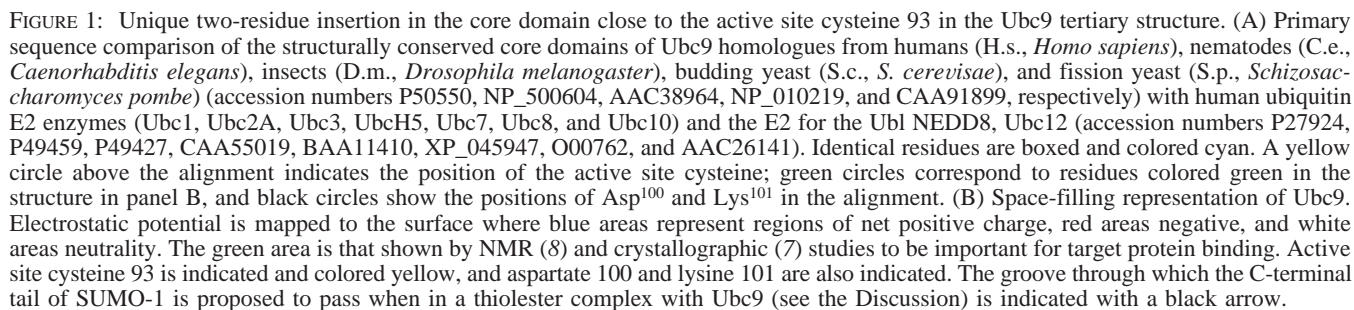 FIGURE 1: Unique two-residue insertion in the core domain close to the active site cysteine 93 in the Ubc9 tertiary structure. (A) Primary
sequence comparison of the structurally conserved core domains of Ubc9 homologues from humans (H.s., Homo sapiens), nematodes (C.e.,
Caenorhabditis elegans), insects (D.m., Drosophila melanogaster), budding yeast (S.c., S. cerevisae), and fission yeast (S.p., Schizosac-
charomyces pombe) (accession numbers P50550, NP_500604, AAC38964, NP_010219, and CAA91899, respectively) with human ubiquitin
E2 enzymes (Ubc1, Ubc2A, Ubc3, UbcH5, Ubc7, Ubc8, and Ubc10) and the E2 for the Ubl NEDD8, Ubc12 (accession numbers P27924,
P49459, P49427, CAA55019, BAA11410, XP_045947, O00762, and AAC26141). Identical residues are boxed and colored cyan. A yellow
circle above the alignment indicates the position of the active site cysteine; green circles correspond to residues colored green in the
structure in panel B, and black circles show the positions of Asp100 and Lys101 in the alignment. (B) Space-filling representation of Ubc9.
Electrostatic potential is mapped to the surface where blue areas represent regions of net positive charge, red areas negative, and white
areas neutrality. The green area is that shown by NMR (8) and crystallographic (7) studies to be important for target protein binding. Active
site cysteine 93 is indicated and colored yellow, and aspartate 100 and lysine 101 are also indicated. The groove through which the C-terminal
tail of SUMO-1 is proposed to pass when in a thiolester complex with Ubc9 (see the Discussion) is indicated with a black arrow.